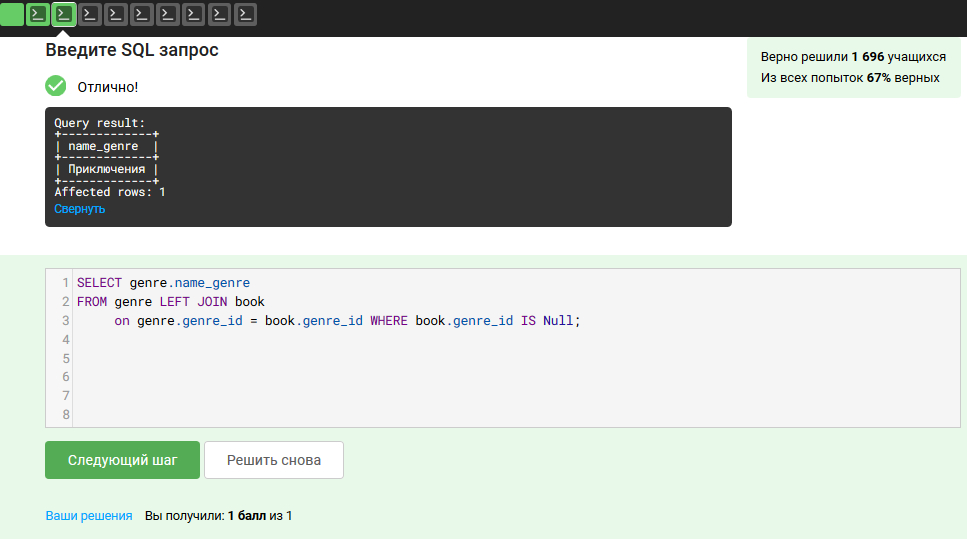 Введите SQL запрос
Верно решили 1 696 учащихся
Из всех попыток 67% верных
Отлично!
Query result:
+-------------+
| name_genre  |
+-------------+
| Приключения |
+-------------+
Affected rows: 1
Свернуть
1 SELECT genre.name_genre
2 FROM genre LEFT JOIN book
3      on genre.genre_id = book.genre_id WHERE book.genre_id IS Null;
4
5
6
7
8
Следующий шаг
Решить снова
Ваши решения Вы получили: 1 балл из 1